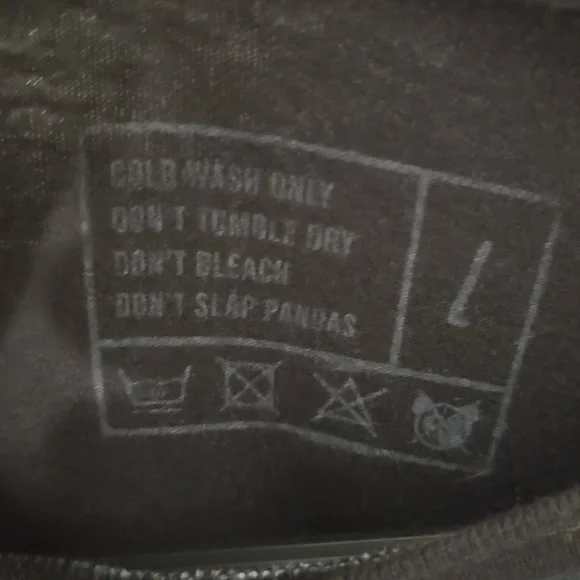 COLD WASH ONLY
DON'T TUMBLE DRY
DON'T BLEACH
DON'T SLAP PANDAS
L